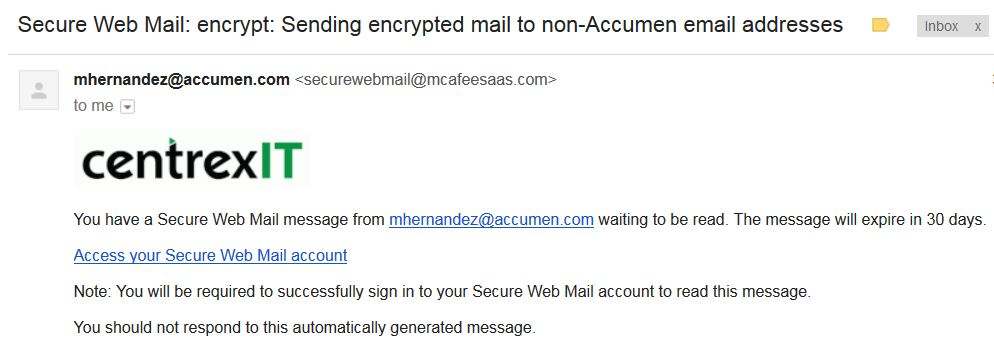 Secure Web Mail: encrypt: Sending encrypted mail to non-Accumen email addresses
Inbox x
mhernandez@accumen.com <securewebmail@mcafeesaas.com>
to me
centrexIT
You have a Secure Web Mail message from mhernandez@accumen.com waiting to be read. The message will expire in 30 days.
Access your Secure Web Mail account
Note: You will be required to successfully sign in to your Secure Web Mail account to read this message.
You should not respond to this automatically generated message.